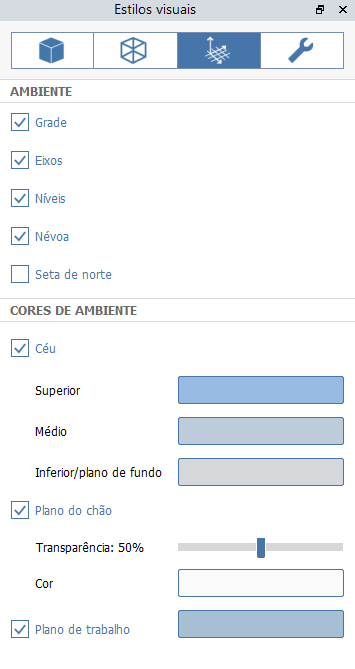 Estilos visuais
AMBIENTE
Grade
Eixos
Níveis
Névoa
Seta de norte
CORES DE AMBIENTE
Céu
Superior
Médio
Inferior/plano de fundo
Plano do chão
Transparência: 50%
Cor
Plano de trabalho